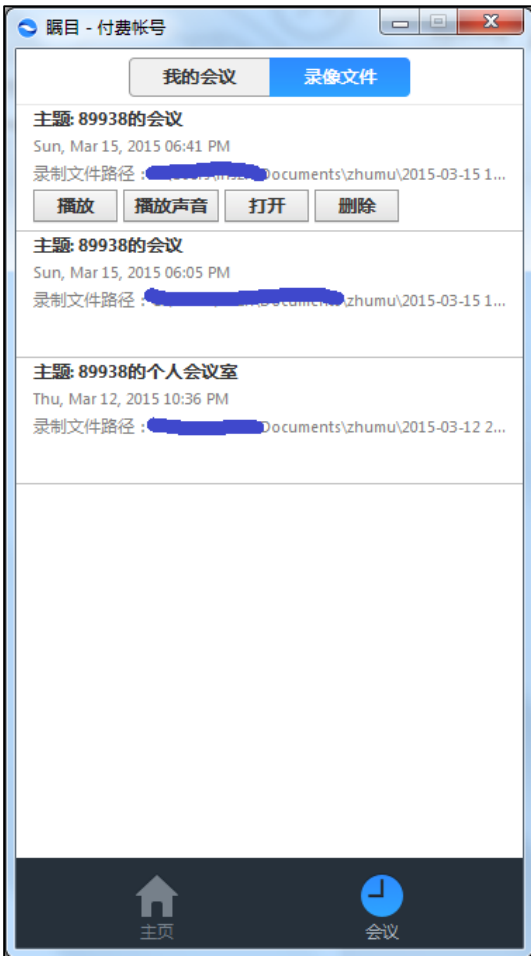 瞩目 - 付费帐号
我的会议 录像文件
主题: 89938的会议
Sun, Mar 15, 2015 06:41 PM
录制文件路径：Documents\zhumu\2015-03-15 1...
播放 播放声音 打开 删除
主题: 89938的会议
Sun, Mar 15, 2015 06:05 PM
录制文件路径：zhumu\2015-03-15 1...
主题: 89938的个人会议室
Thu, Mar 12, 2015 10:36 PM
录制文件路径：Documents\zhumu\2015-03-12 2...
主页 会议